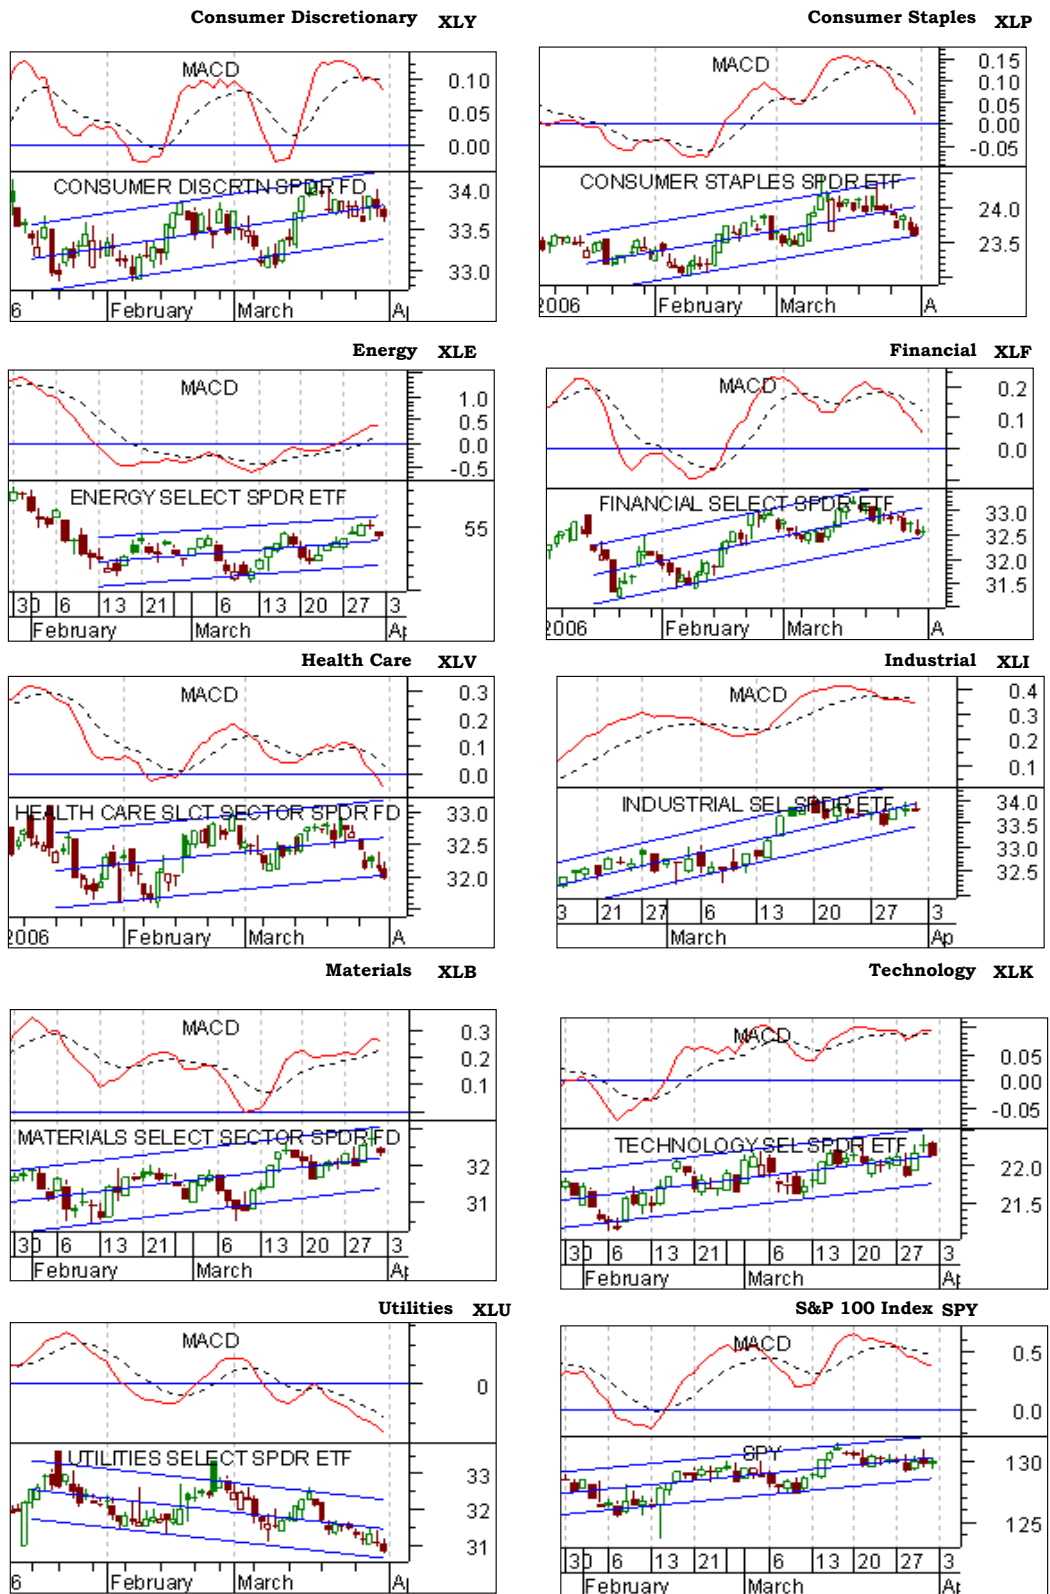 Consumer Discretionary XLY
MACD
0.10
0.05
0.00
CONSUMER DISCRTN SPDR FD
34.0
33.5
33.0
6 February March A
Consumer Staples XLP
MACD
0.15
0.10
0.05
0.00
-0.05
CONSUMER STAPLES SPDR ETF
24.0
23.5
2006 February March A
Energy XLE
MACD
1.0
0.5
0.0
-0.5
ENERGY SELECT SPDR ETF
55
30 6 13 21 6 13 20 27 3
February March Ap
Financial XLF
MACD
0.2
0.1
0.0
FINANCIAL SELECT SPDR ETF
33.0
32.5
32.0
31.5
2006 February March A
Health Care XLV
MACD
0.3
0.2
0.1
0.0
HEALTH CARE SLCT SECTOR SPDR FD
33.0
32.5
32.0
2006 February March A
Industrial XLI
MACD
0.4
0.3
0.2
0.1
INDUSTRIAL SEL SPDR ETF
34.0
33.5
33.0
32.5
3 21 27 6 13 20 27 3
March Ap
Materials XLB
MACD
0.3
0.2
0.1
MATERIALS SELECT SECTOR SPDR FD
32
31
30 6 13 21 6 13 20 27 3
February March Ap
Technology XLK
MACD
0.05
0.00
-0.05
TECHNOLOGY SEL SPDR ETF
22.0
21.5
30 6 13 21 6 13 20 27 3
February March Ap
Utilities XLU
MACD
0
UTILITIES SELECT SPDR ETF
33
32
31
6 February March A
S&P 100 Index SPY
MACD
0.5
0.0
SPY
130
125
30 6 13 21 6 13 20 27 3
February March Ap